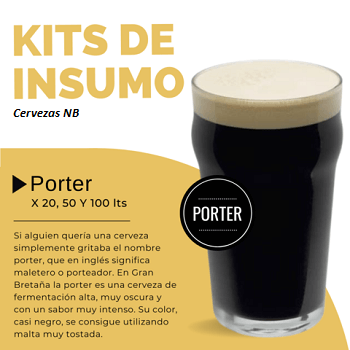 KITS DE
INSUMO
Cervezas NB
Porter
X 20, 50 Y 100 lts
PORTER
Si alguien quería una cerveza
simplemente gritaba el nombre
porter, que en inglés significa
maletero o porteador. En Gran
Bretaña la porter es una cerveza de
fermentación alta, muy oscura y
con un sabor muy intenso. Su color,
casi negro, se consigue utilizando
malta muy tostada.